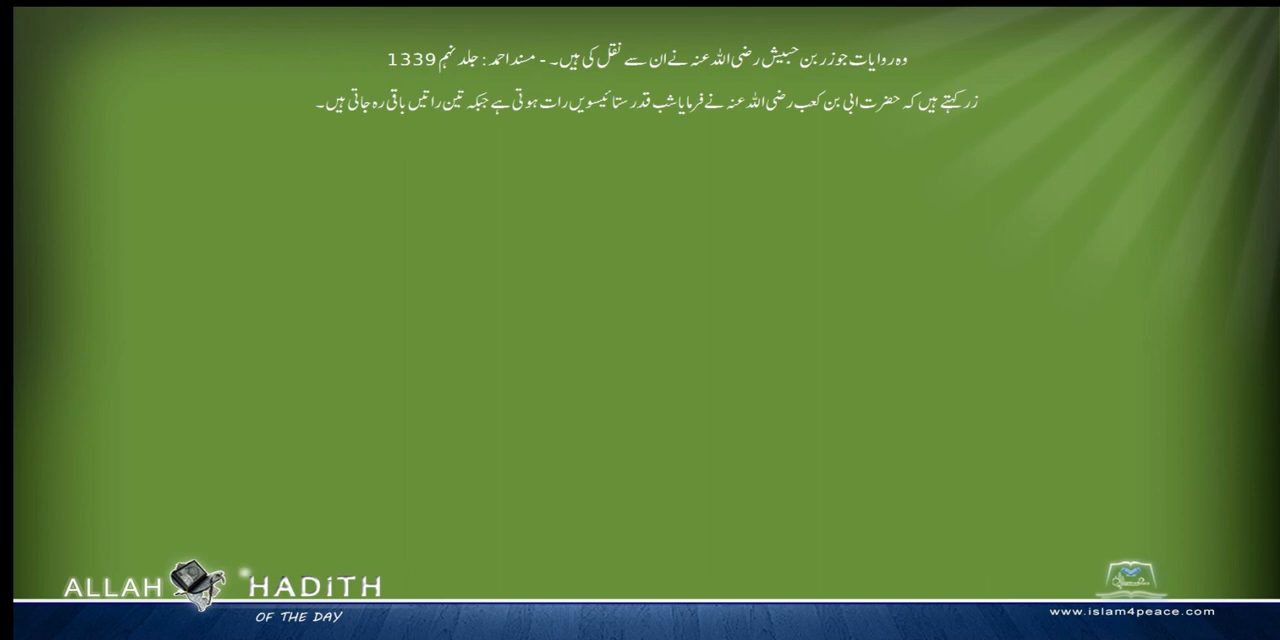 وہ روایات جو زر بن حبیش رضی اللہ عنہ نے ان سے نقل کی ہیں۔ - مسند احمد: جلد نہم 1339
زر کہتے ہیں کہ حضرت ابی بن کعب رضی اللہ عنہ نے فرمایا شب قدر ستائیسویں رات ہوتی ہے جبکہ تین راتیں باقی رہ جاتی ہیں۔
ALLAH HADITH
OF THE DAY
www.islam4peace.com